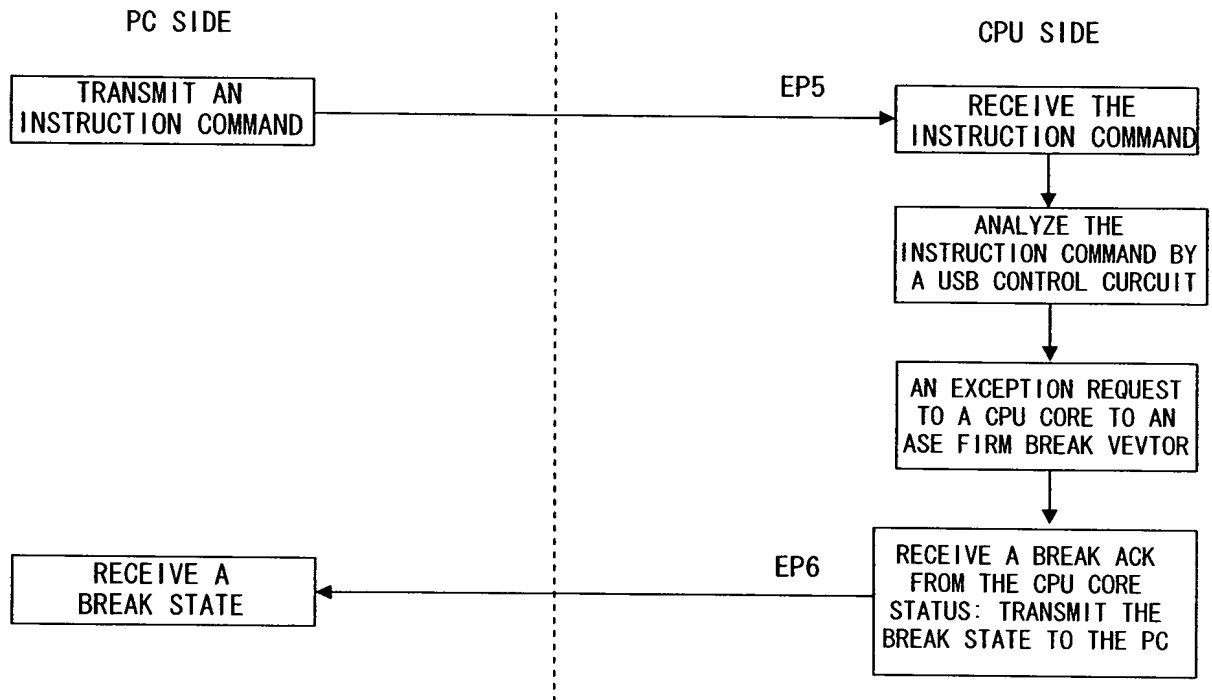 PC SIDE
CPU SIDE
TRANSMIT AN
INSTRUCTION COMMAND
EP5
RECEIVE THE
INSTRUCTION COMMAND
ANALYZE THE
INSTRUCTION COMMAND BY
A USB CONTROL CURCUIT
AN EXCEPTION REQUEST
TO A CPU CORE TO AN
ASE FIRM BREAK VEVTOR
RECEIVE A
BREAK STATE
EP6
RECEIVE A BREAK ACK
FROM THE CPU CORE
STATUS: TRANSMIT THE
BREAK STATE TO THE PC